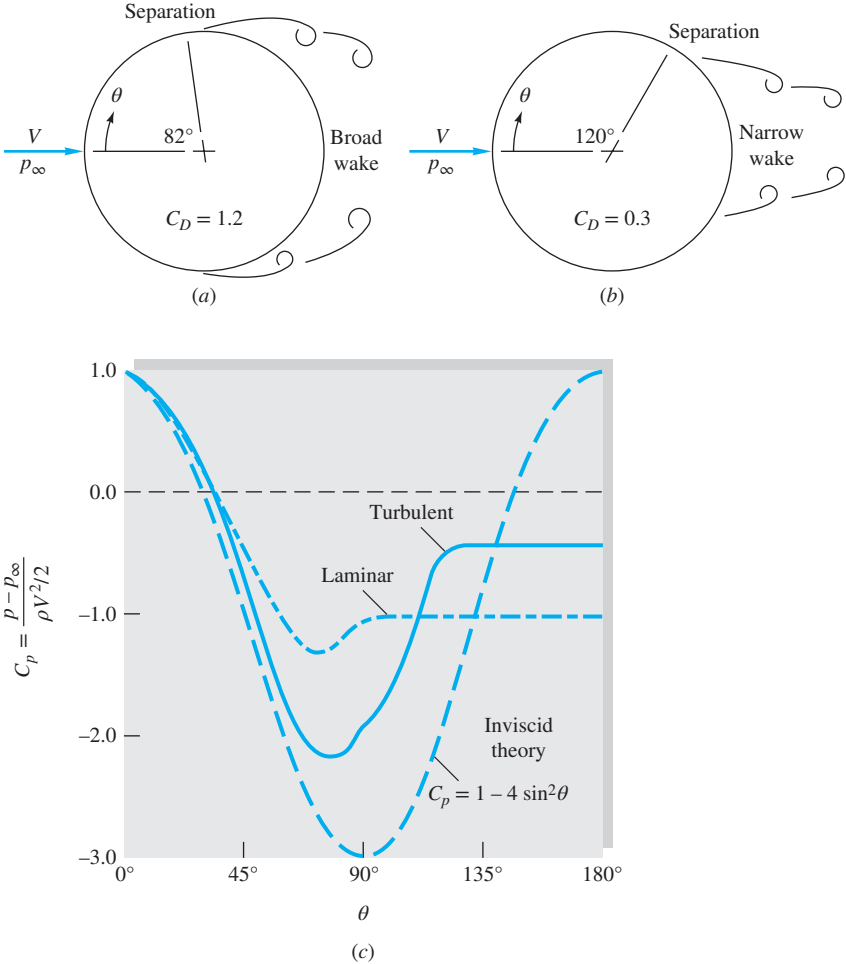 Separation
θ
V
p∞
82°
Broad
wake
C_D = 1.2
(a)
Separation
θ
V
p∞
120°
Narrow
wake
C_D = 0.3
(b)
1.0
0.0
−1.0
−2.0
−3.0
C_p = (p − p∞)/(ρV²/2)
Turbulent
Laminar
Inviscid
theory
C_p = 1 – 4 sin²θ
0°
45°
90°
135°
180°
θ
(c)